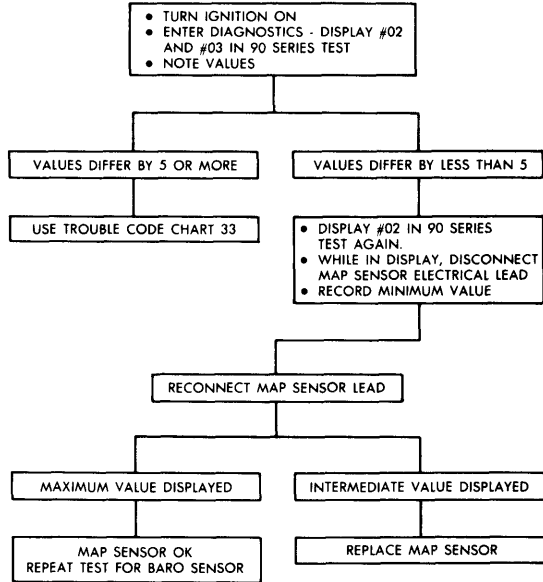 • TURN IGNITION ON
• ENTER DIAGNOSTICS - DISPLAY #02
AND #03 IN 90 SERIES TEST
• NOTE VALUES
VALUES DIFFER BY 5 OR MORE
VALUES DIFFER BY LESS THAN 5
USE TROUBLE CODE CHART 33
• DISPLAY #02 IN 90 SERIES
TEST AGAIN.
• WHILE IN DISPLAY, DISCONNECT
MAP SENSOR ELECTRICAL LEAD
• RECORD MINIMUM VALUE
RECONNECT MAP SENSOR LEAD
MAXIMUM VALUE DISPLAYED
INTERMEDIATE VALUE DISPLAYED
MAP SENSOR OK
REPEAT TEST FOR BARO SENSOR
REPLACE MAP SENSOR